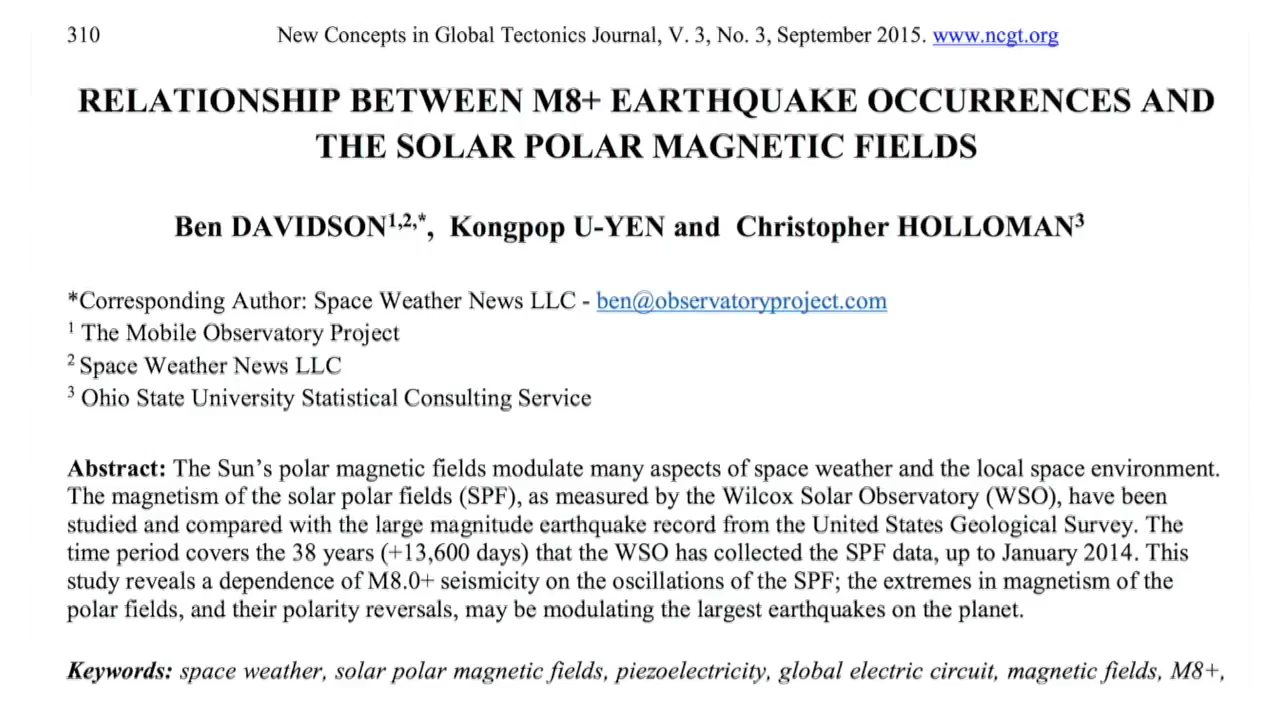 310 New Concepts in Global Tectonics Journal, V. 3, No. 3, September 2015. www.ncgt.org
RELATIONSHIP BETWEEN M8+ EARTHQUAKE OCCURRENCES AND
THE SOLAR POLAR MAGNETIC FIELDS
Ben DAVIDSON1,2,*, Kongpop U-YEN and Christopher HOLLOMAN3
*Corresponding Author: Space Weather News LLC - ben@observatoryproject.com
1 The Mobile Observatory Project
2 Space Weather News LLC
3 Ohio State University Statistical Consulting Service
Abstract: The Sun’s polar magnetic fields modulate many aspects of space weather and the local space environment.
The magnetism of the solar polar fields (SPF), as measured by the Wilcox Solar Observatory (WSO), have been
studied and compared with the large magnitude earthquake record from the United States Geological Survey. The
time period covers the 38 years (+13,600 days) that the WSO has collected the SPF data, up to January 2014. This
study reveals a dependence of M8.0+ seismicity on the oscillations of the SPF; the extremes in magnetism of the
polar fields, and their polarity reversals, may be modulating the largest earthquakes on the planet.
Keywords: space weather, solar polar magnetic fields, piezoelectricity, global electric circuit, magnetic fields, M8+,